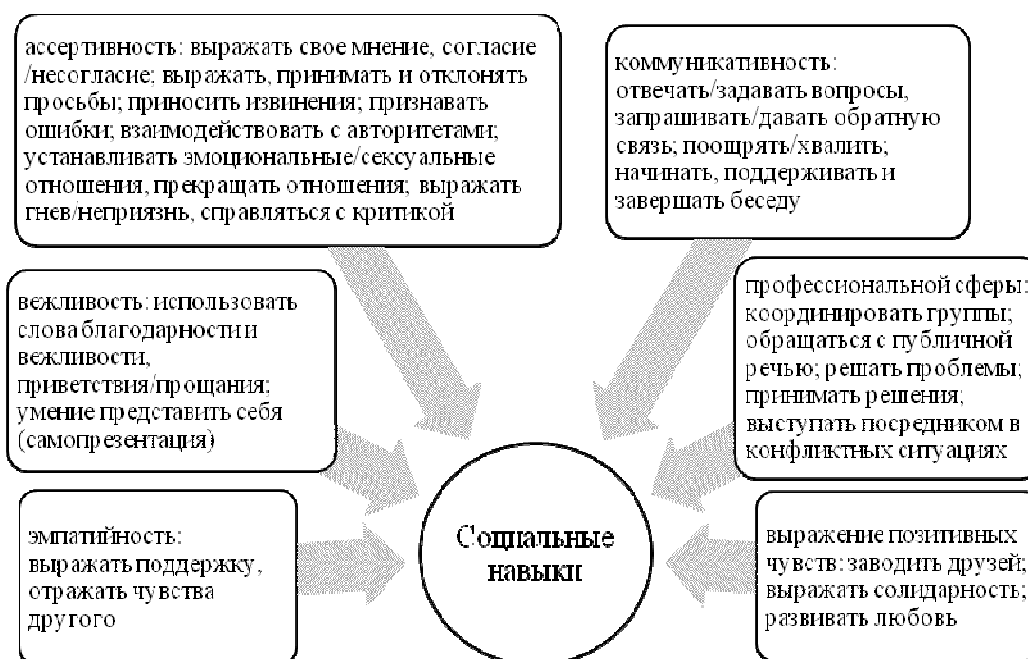 ассертивность: выражать свое мнение, согласие
/несогласие; выражать, принимать и отклонять
просьбы; приносить извинения; признавать
ошибки; взаимодействовать с авторитетами;
устанавливать эмоциональные/сексуальные
отношения, прекращать отношения; выражать
гнев/неприязнь, справляться с критикой
коммуникативность:
отвечать/задавать вопросы,
запрашивать/давать обратную
связь; поощрять/хвалить;
начинать, поддерживать и
завершать беседу
вежливость: использовать
слова благодарности и
вежливости,
приветствия/прощания;
умение представить себя
(самопрезентация)
профессиональной сферы:
координировать группы;
обращаться с публичной
речью; решать проблемы;
принимать решения;
выступать посредником в
конфликтных ситуациях
эмпатийность:
выражать поддержку,
отражать чувства
другого
Социальные
навыки
выражение позитивных
чувств: заводить друзей;
выражать солидарность;
развивать любовь